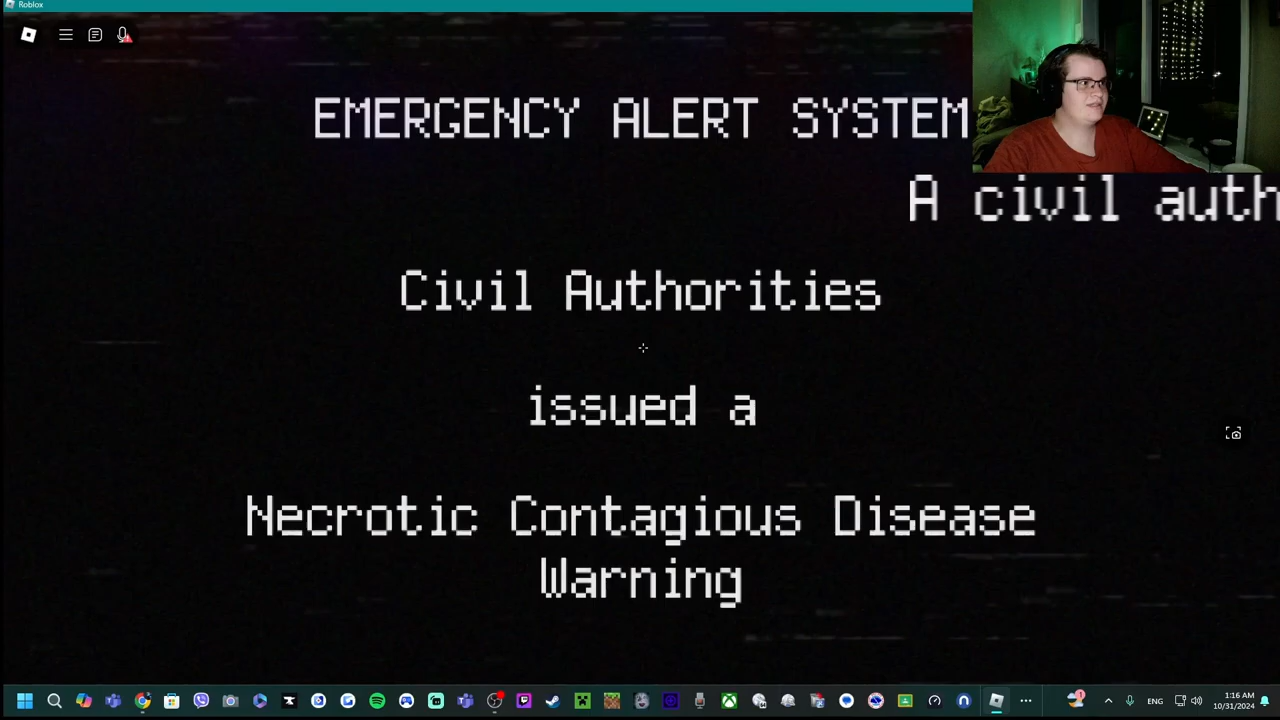 Roblox
EMERGENCY ALERT SYSTEM
A civil auth
Civil Authorities
issued a
Necrotic Contagious Disease
Warning
1
ENG
1:16 AM
10/31/2024